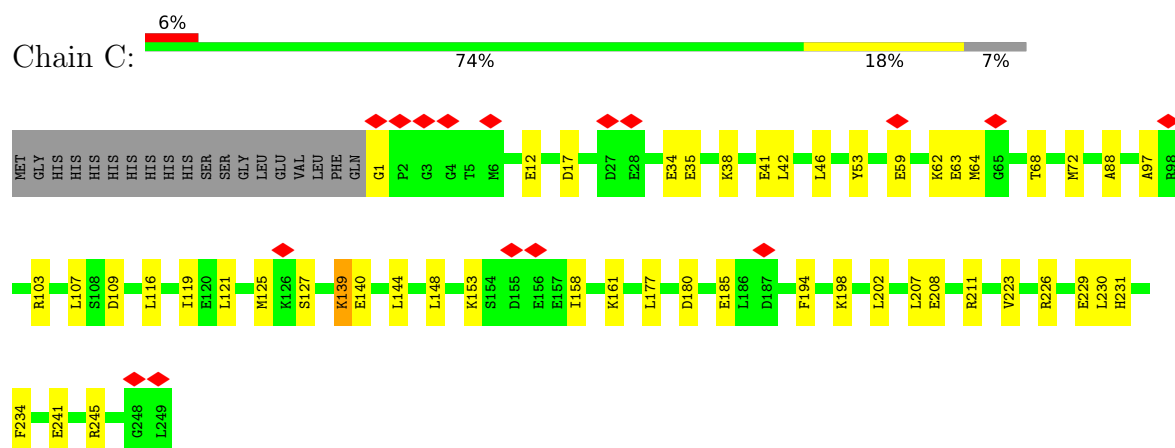 6%
Chain C:
74% 18% 7%
MET GLY HIS HIS HIS HIS HIS HIS HIS HIS HIS SER SER GLY LEU GLU VAL LEU PHE GLN G1 P2 G3 G4 T5 M6 E12 D17 D27 E28 E34 E35 K38 E41 L42 L46 Y53 E59 K62 E63 M64 G65 T68 M72 A88 A97 R98
R103 L107 S108 D109 L116 I119 E120 L121 M125 K126 S127 K139 E140 L144 L148 K153 S154 D155 E156 E157 I158 K161 L177 D180 E185 L186 D187 F194 K198 L202 L207 E208 R211 V223 R226 E229 L230 H231
F234 E241 R245 G248 L249